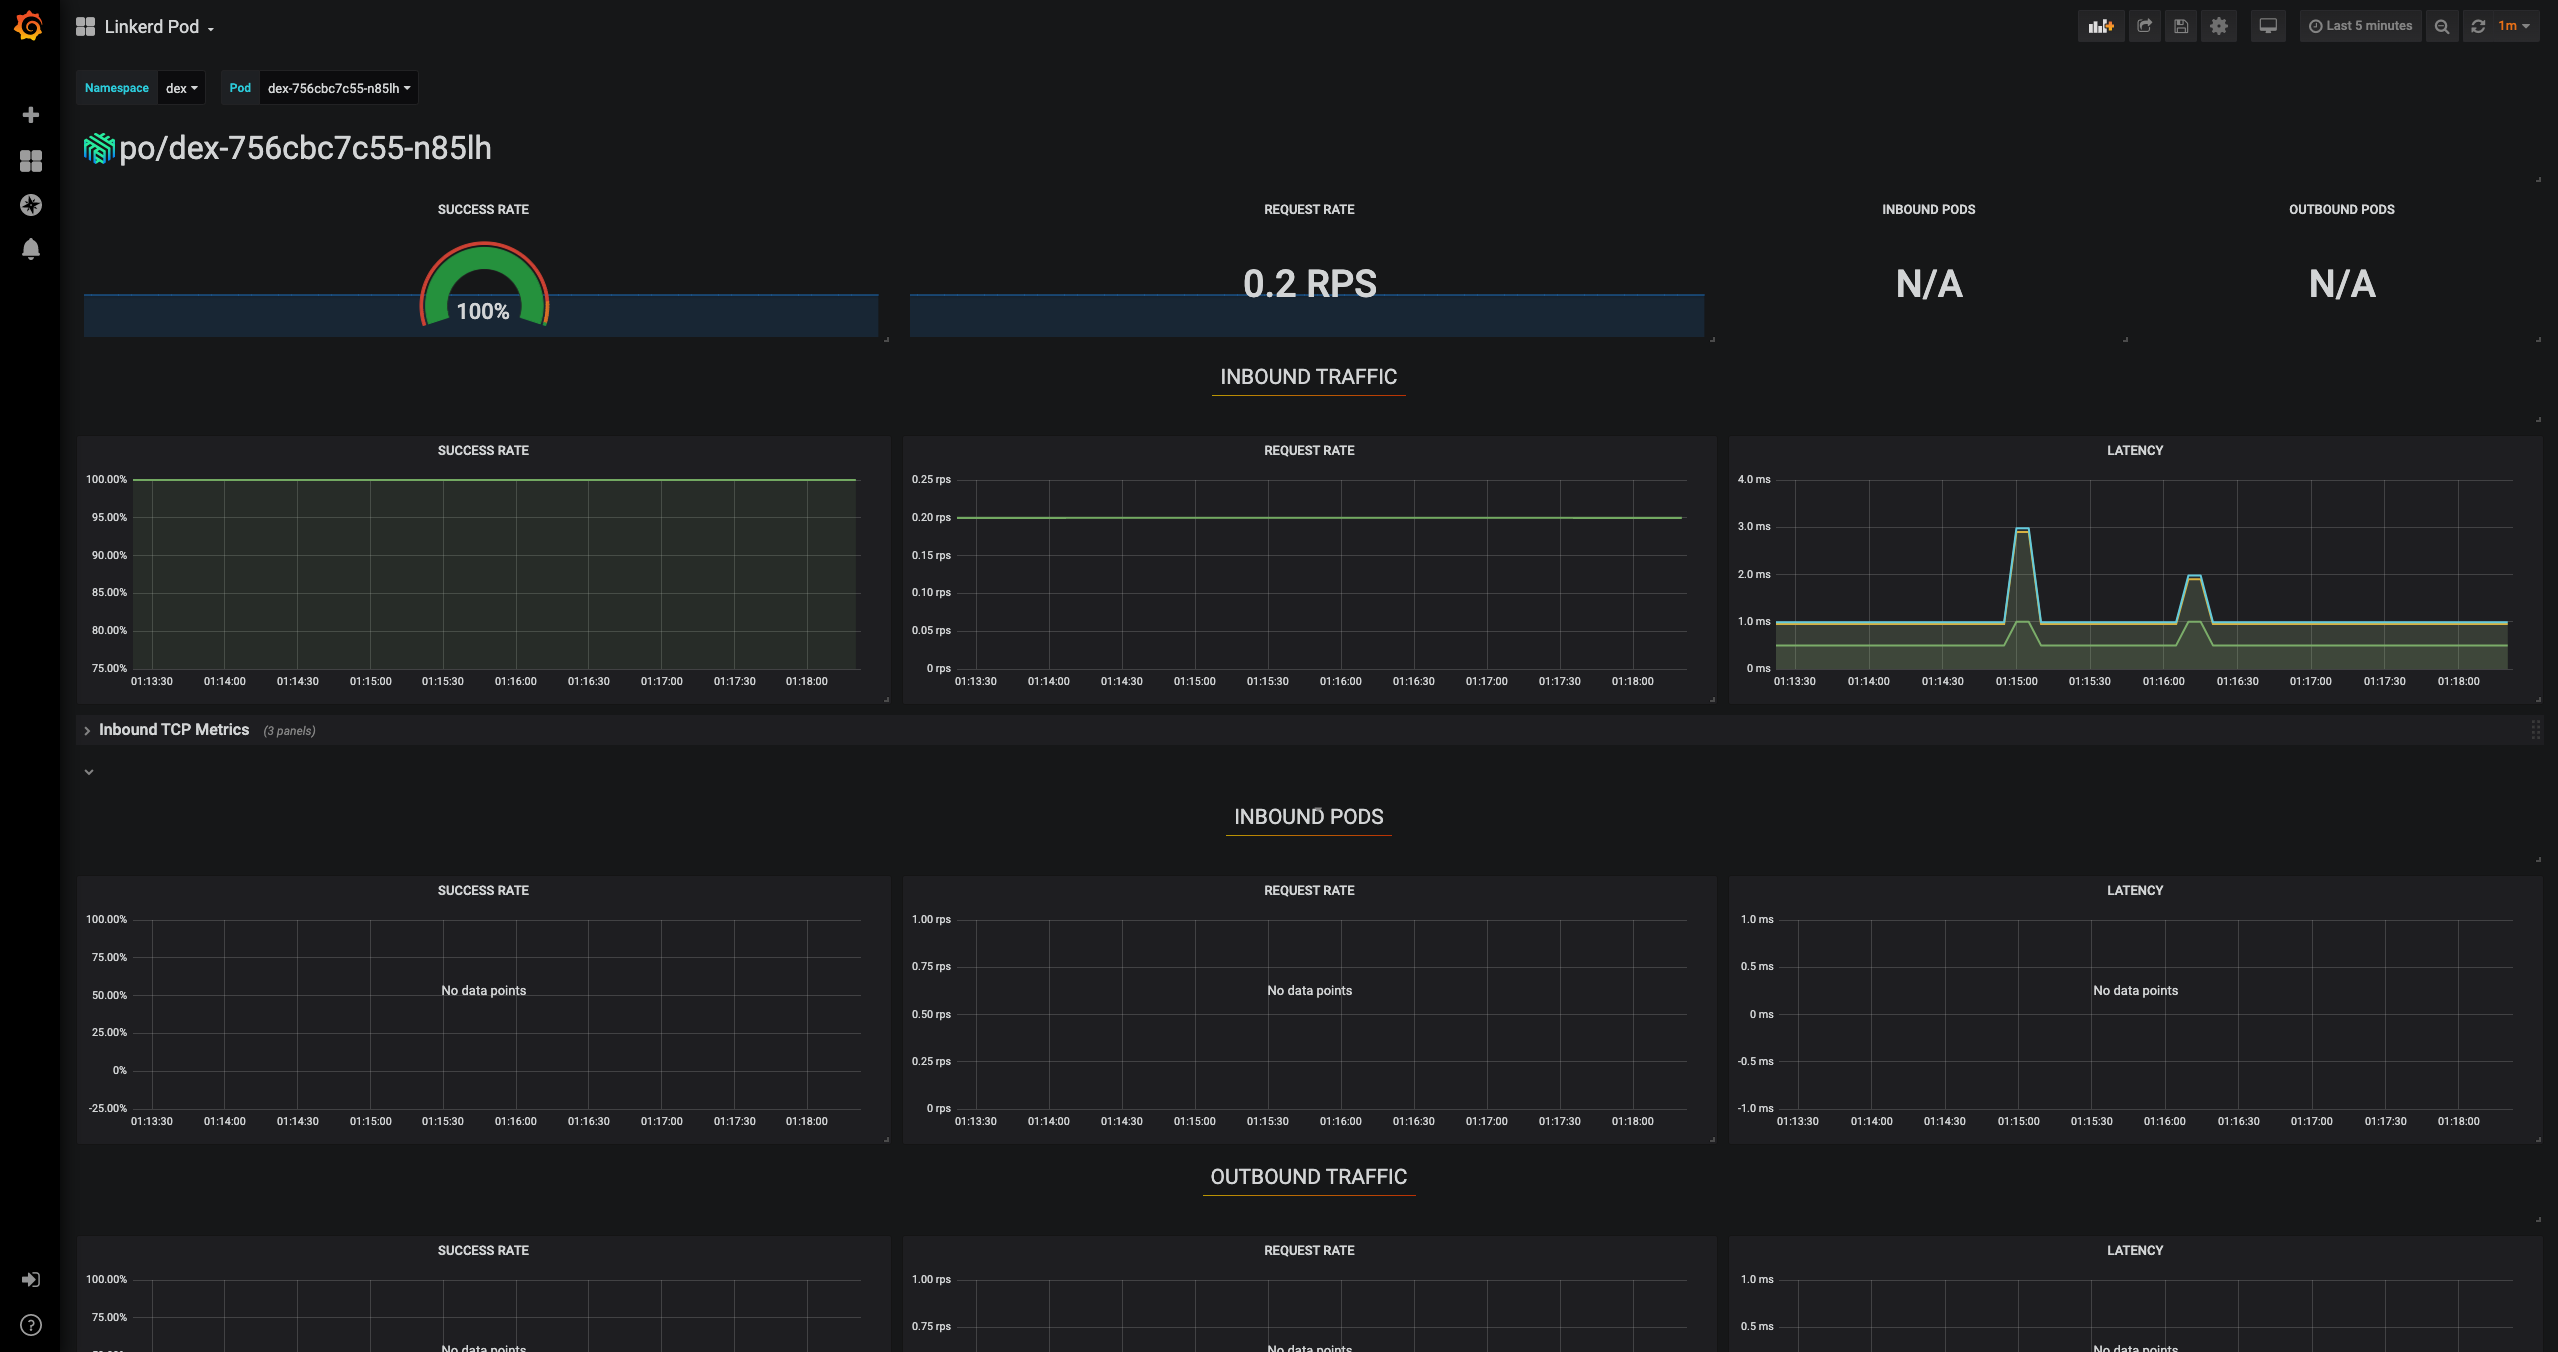 Linkerd Pod
Last 5 minutes
1m
Namespace dex Pod dex-756cbc7c55-n85lh
po/dex-756cbc7c55-n85lh
SUCCESS RATE
100%
REQUEST RATE
0.2 RPS
INBOUND PODS
N/A
OUTBOUND PODS
N/A
INBOUND TRAFFIC
SUCCESS RATE
100.00%
95.00%
90.00%
85.00%
80.00%
75.00%
01:13:30 01:14:00 01:14:30 01:15:00 01:15:30 01:16:00 01:16:30 01:17:00 01:17:30 01:18:00
REQUEST RATE
0.25 rps
0.20 rps
0.15 rps
0.10 rps
0.05 rps
0 rps
01:13:30 01:14:00 01:14:30 01:15:00 01:15:30 01:16:00 01:16:30 01:17:00 01:17:30 01:18:00
LATENCY
4.0 ms
3.0 ms
2.0 ms
1.0 ms
0 ms
01:13:30 01:14:00 01:14:30 01:15:00 01:15:30 01:16:00 01:16:30 01:17:00 01:17:30 01:18:00
Inbound TCP Metrics (3 panels)
INBOUND PODS
SUCCESS RATE
100.00%
75.00%
50.00%
25.00%
0%
-25.00%
No data points
01:13:30 01:14:00 01:14:30 01:15:00 01:15:30 01:16:00 01:16:30 01:17:00 01:17:30 01:18:00
REQUEST RATE
1.00 rps
0.75 rps
0.50 rps
0.25 rps
0 rps
No data points
01:13:30 01:14:00 01:14:30 01:15:00 01:15:30 01:16:00 01:16:30 01:17:00 01:17:30 01:18:00
LATENCY
1.0 ms
0.5 ms
0 ms
-0.5 ms
-1.0 ms
No data points
01:13:30 01:14:00 01:14:30 01:15:00 01:15:30 01:16:00 01:16:30 01:17:00 01:17:30 01:18:00
OUTBOUND TRAFFIC
SUCCESS RATE
100.00%
75.00%
No data points
REQUEST RATE
1.00 rps
0.75 rps
No data points
LATENCY
1.0 ms
0.5 ms
No data points